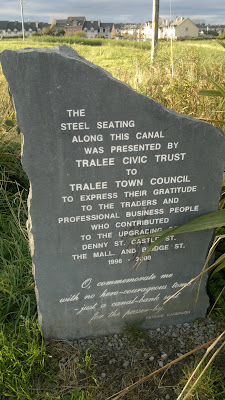 THE
STEEL SEATING
ALONG THIS CANAL
WAS PRESENTED BY
TRALEE CIVIC TRUST
TO
TRALEE TOWN COUNCIL
TO EXPRESS THEIR GRATITUDE
TO THE TRADERS AND
PROFESSIONAL BUSINESS PEOPLE
WHO CONTRIBUTED
TO THE UPGRADING
DENNY ST. CASTLE ST.
THE MALL, AND BRIDGE ST.
1998 - 2000
O, commemorate me
with no hero-courageous tomb
- just a canal-bank seat
for the passer-by